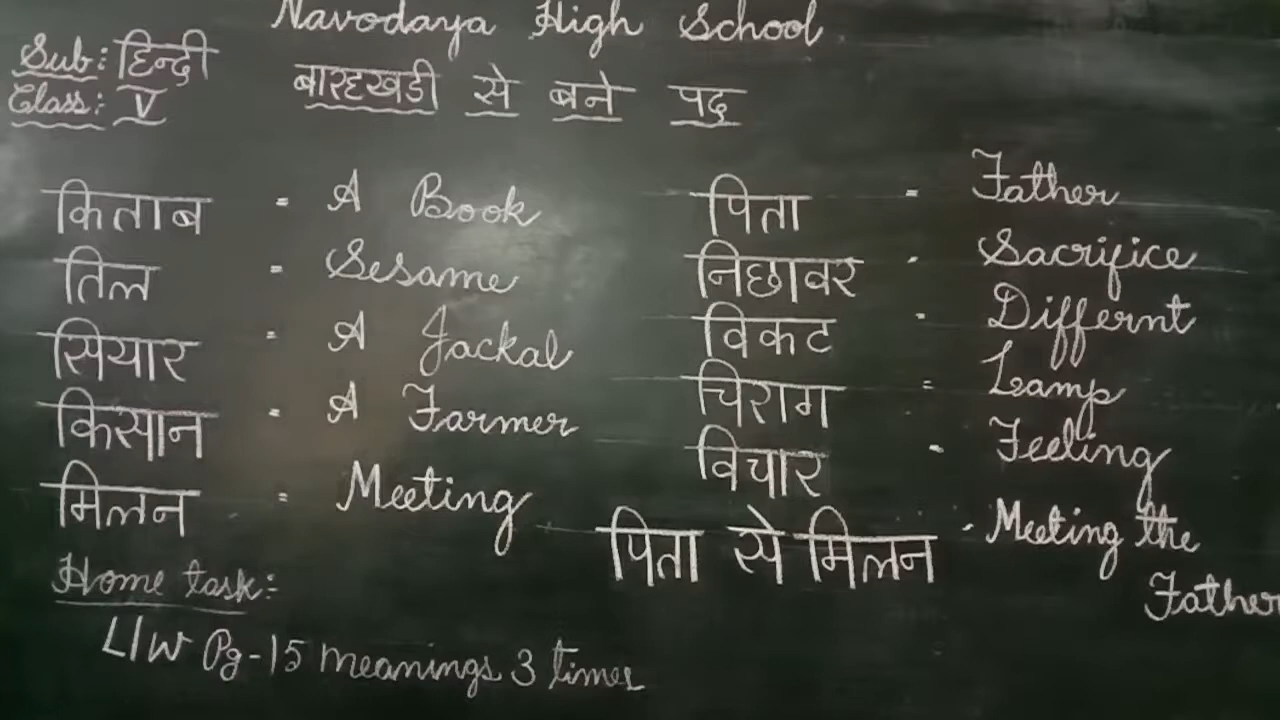 Navodaya High School
Sub: हिन्दी
Class: V
बारहखडी से बने पद
किताब = A Book
तिल = Sesame
सियार = A Jackal
किसान = A Farmer
मिलन = Meeting
पिता = Father
निछावर - Sacrifice
विकट - Differnt
चिराग = Lamp
विचार - Feeling
पिता से मिलन - Meeting the
Father
Home task:-
L/W Pg-15 meanings 3 times